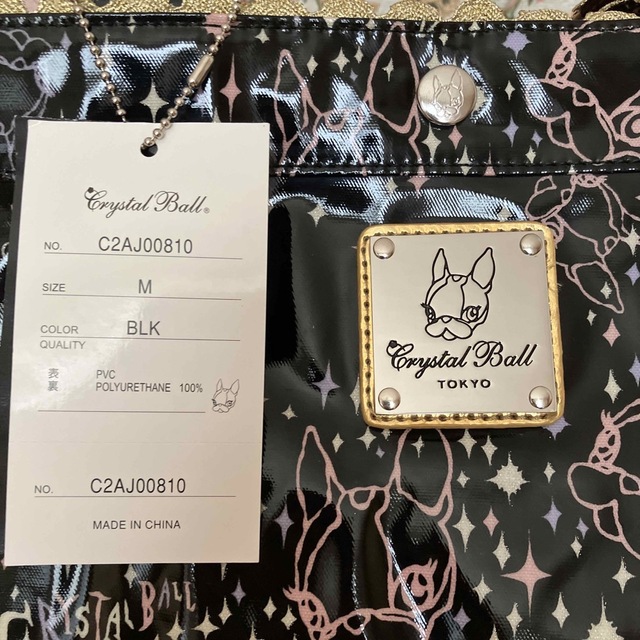 Crystal Ball®
NO. C2AJ00810
SIZE M
COLOR BLK
QUALITY
表 PVC
裏 POLYURETHANE 100%
NO. C2AJ00810
MADE IN CHINA
Crystal Ball
TOKYO
CRYSTAL BALL